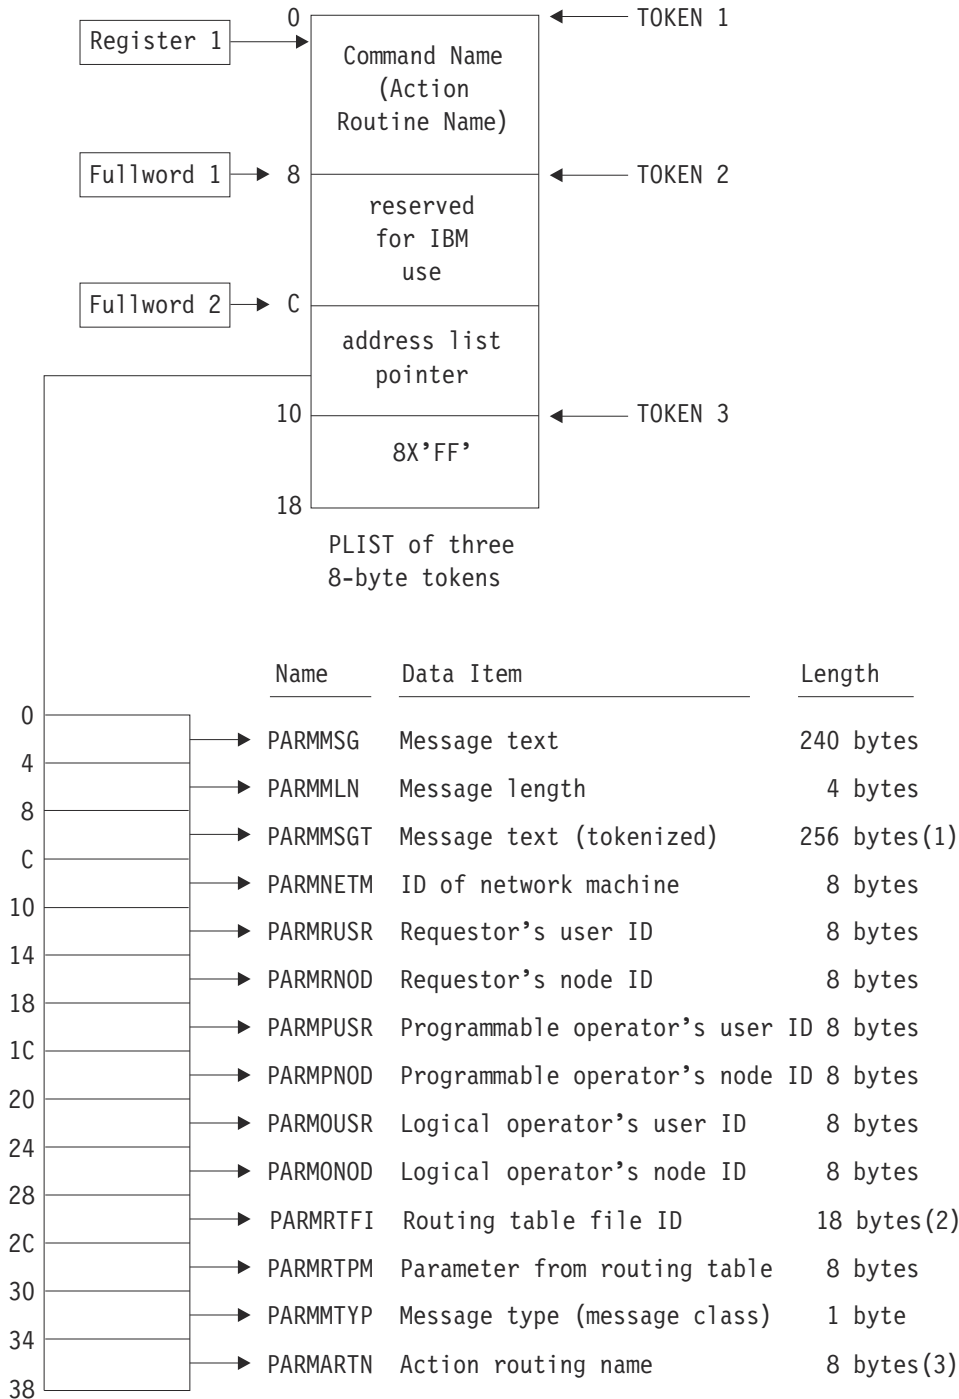 0 TOKEN 1
Register 1
Command Name
(Action
Routine Name)
Fullword 1 8 TOKEN 2
reserved
for IBM
use
Fullword 2 C
address list
pointer
10 TOKEN 3
8X’FF’
18
PLIST of three
8-byte tokens
Name Data Item Length
0
PARMMSG Message text 240 bytes
4
PARMMLN Message length 4 bytes
8
PARMMSGT Message text (tokenized) 256 bytes(1)
C
PARMNETM ID of network machine 8 bytes
10
PARMRUSR Requestor’s user ID 8 bytes
14
PARMRNOD Requestor’s node ID 8 bytes
18
PARMPUSR Programmable operator’s user ID 8 bytes
1C
PARMPNOD Programmable operator’s node ID 8 bytes
20
PARMOUSR Logical operator’s user ID 8 bytes
24
PARMONOD Logical operator’s node ID 8 bytes
28
PARMRTFI Routing table file ID 18 bytes(2)
2C
PARMRTPM Parameter from routing table 8 bytes
30
PARMMTYP Message type (message class) 1 byte
34
PARMARTN Action routing name 8 bytes(3)
38